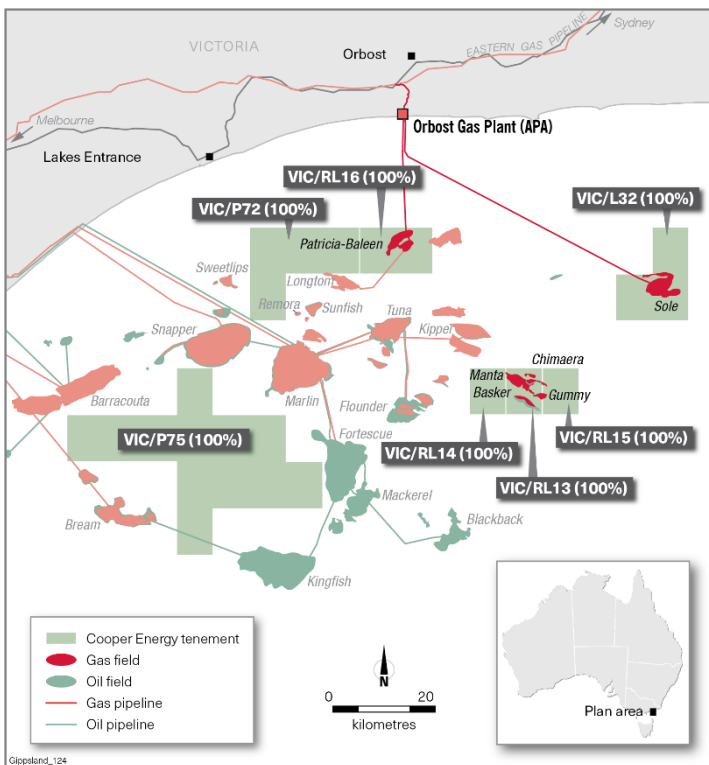 VICTORIA
Orbost
EASTERN GAS PIPELINE
Sydney
Melbourne
Lakes Entrance
Orbost Gas Plant (APA)
VIC/RL16 (100%)
VIC/P72 (100%)
VIC/L32 (100%)
Patricia-Baleen
Sweetlips
Longtom
Remora
Sunfish
Tuna
Kipper
Sole
Snapper
Chimaera
Manta
Basker
Gummy
Barracouta
Marlin
Flounder
Fortescue
VIC/P75 (100%)
VIC/RL14 (100%)
VIC/RL15 (100%)
VIC/RL13 (100%)
Mackerel
Bream
Blackback
Kingfish
Cooper Energy tenement
Gas field
Oil field
Gas pipeline
Oil pipeline
N
0 20
kilometres
Plan area
Gippsland_124